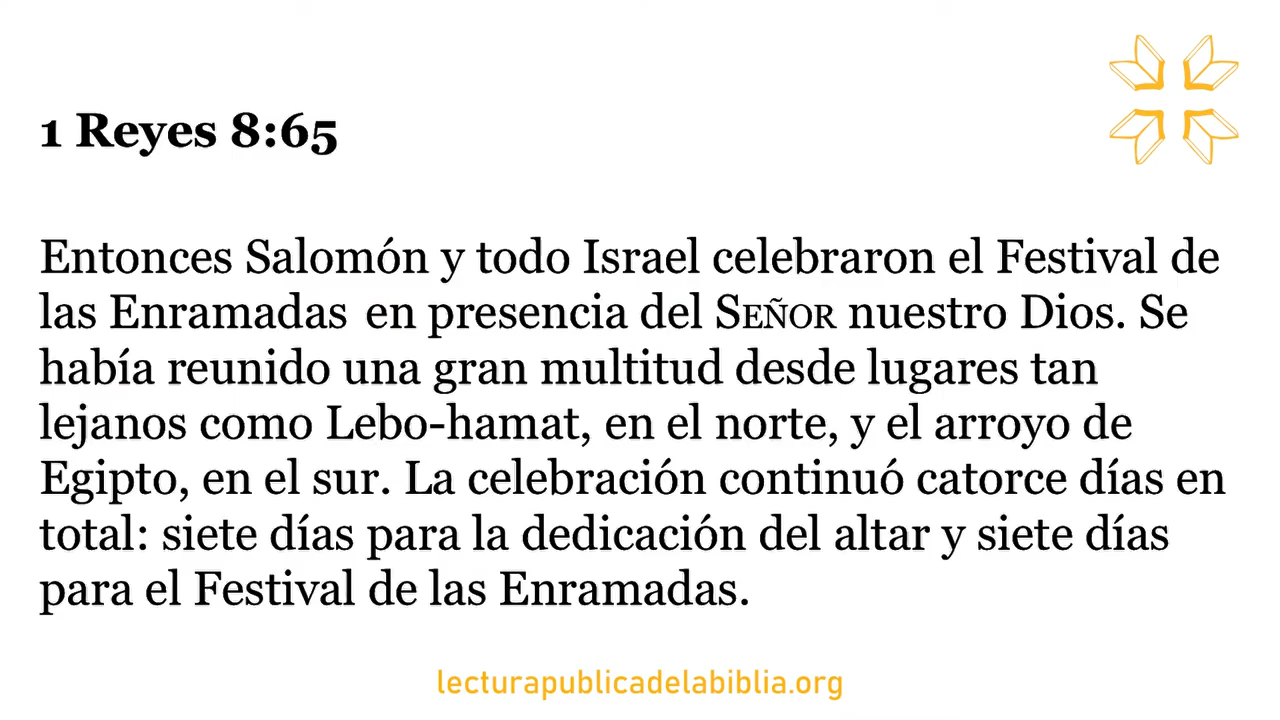 1 Reyes 8:65
Entonces Salomón y todo Israel celebraron el Festival de
las Enramadas en presencia del SEÑOR nuestro Dios. Se
había reunido una gran multitud desde lugares tan
lejanos como Lebo-hamat, en el norte, y el arroyo de
Egipto, en el sur. La celebración continuó catorce días en
total: siete días para la dedicación del altar y siete días
para el Festival de las Enramadas.
lecturapublicadelabiblia.org